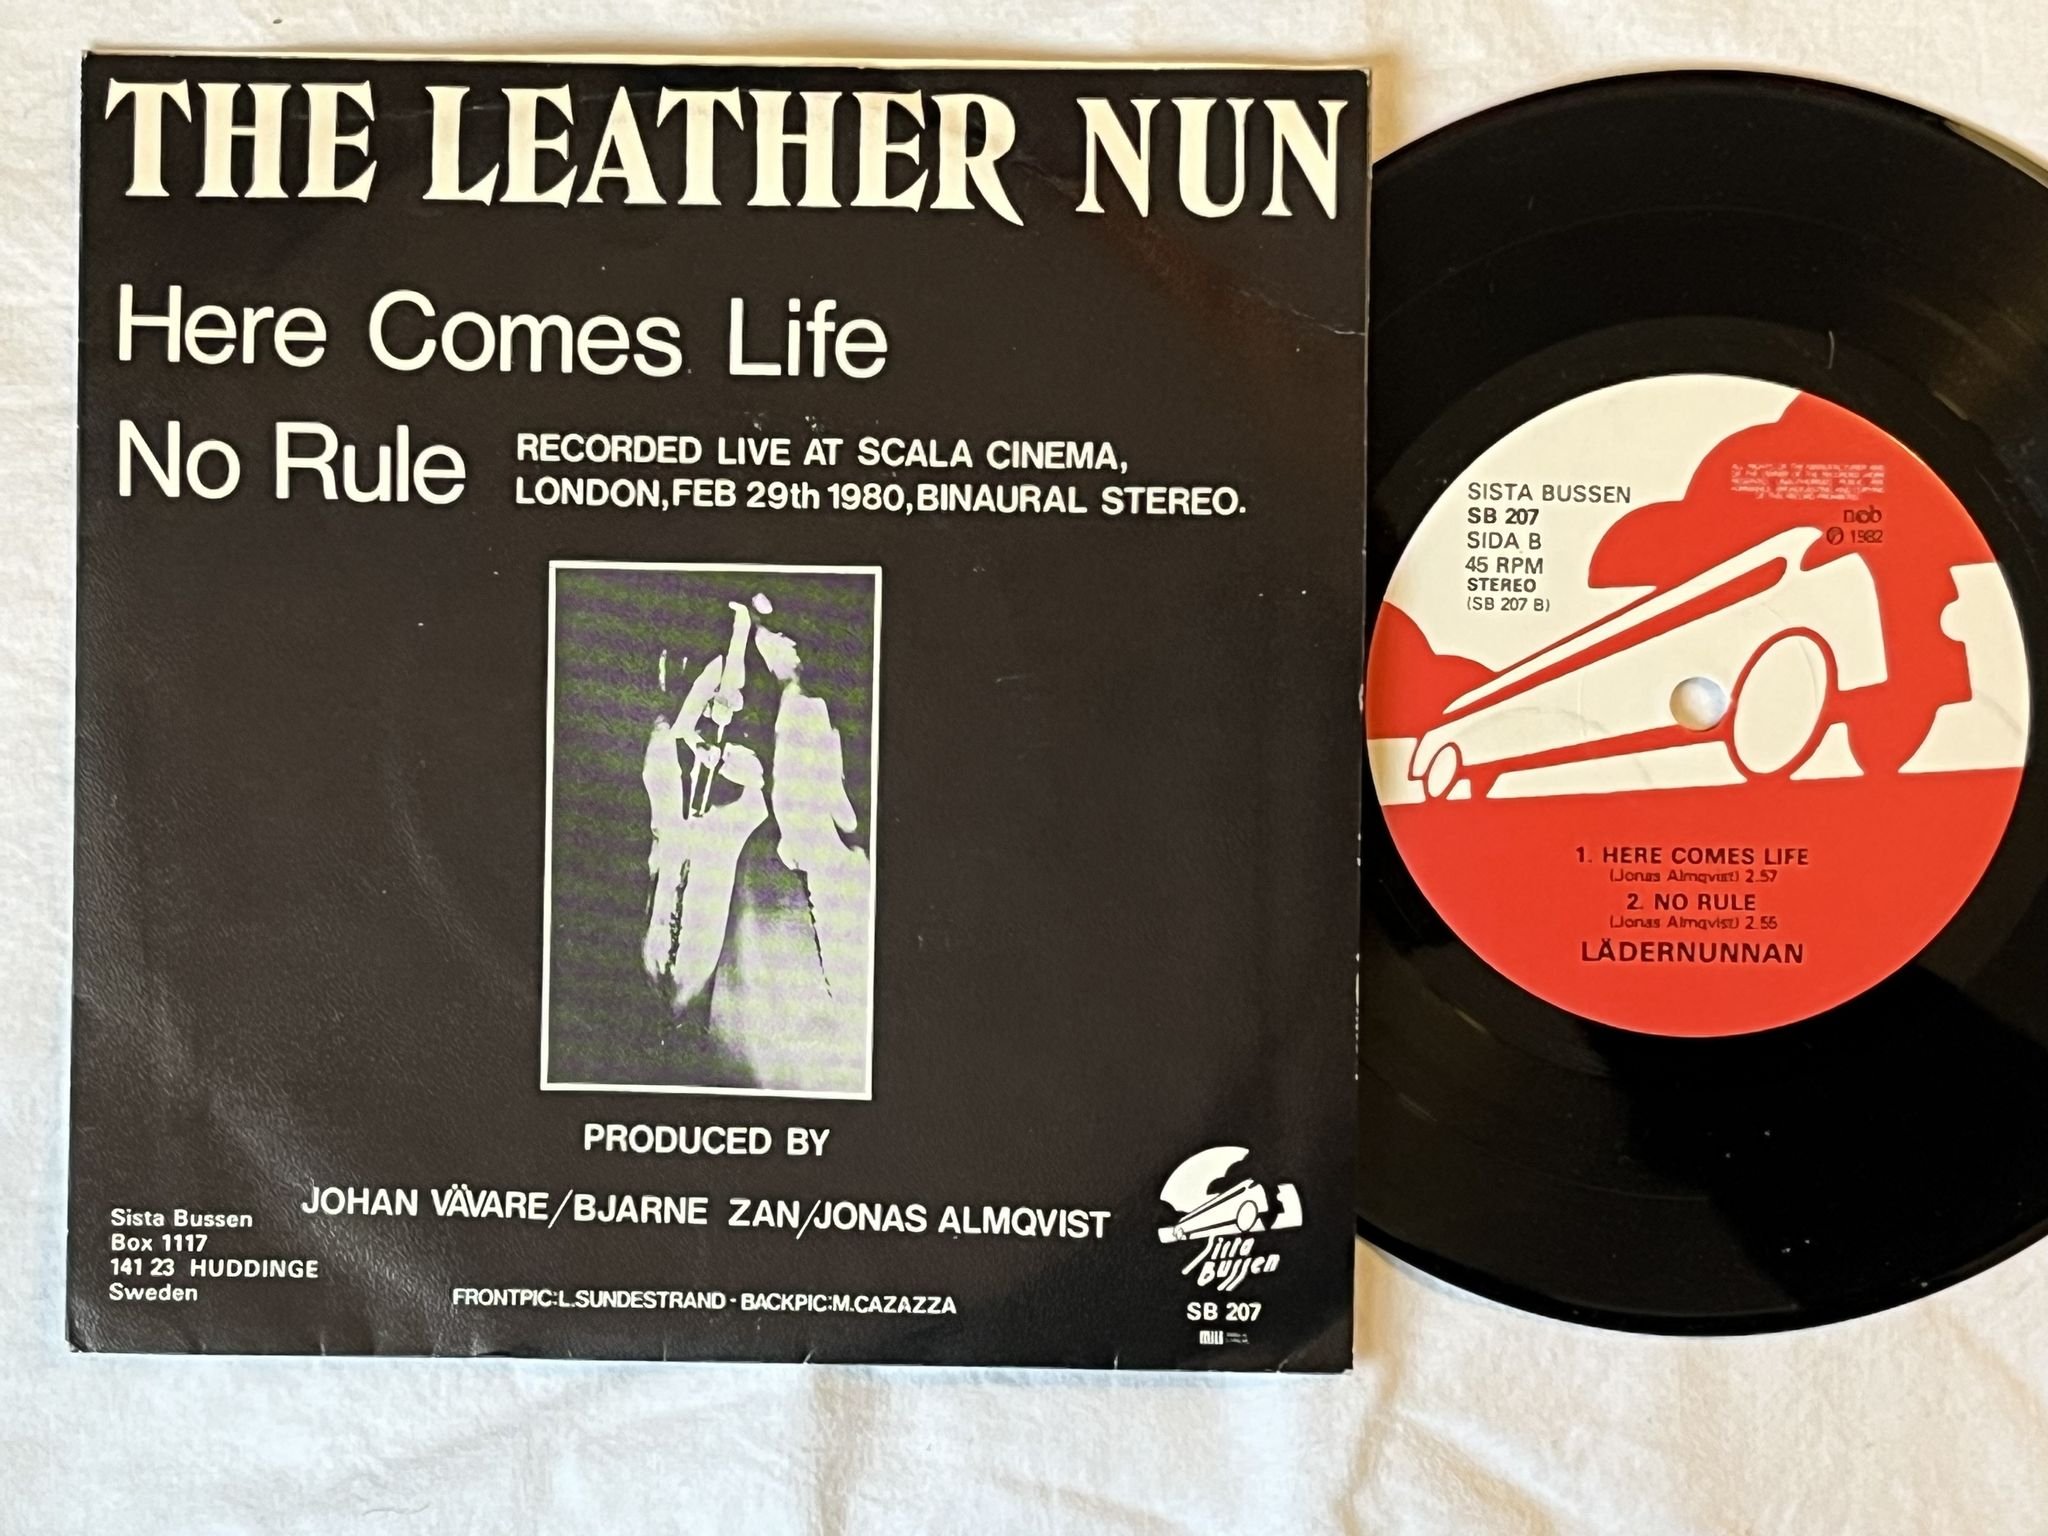 THE LEATHER NUN
Here Comes Life
No Rule
RECORDED LIVE AT SCALA CINEMA,
LONDON, FEB 29th 1980, BINAURAL STEREO.
PRODUCED BY
JOHAN VÄVARE/BJARNE ZAN/JONAS ALMQVIST
Sista Bussen
Box 1117
141 23 HUDDINGE
Sweden
FRONTPIC:L.SUNDESTRAND - BACKPIC:M.CAZAZZA
Sista
Bussen
SB 207
SISTA BUSSEN
SB 207
SIDA B
45 RPM
STEREO
(SB 207 B)
ncb
Ⓟ 1982
1. HERE COMES LIFE
(Jonas Almqvist) 2.57
2. NO RULE
(Jonas Almqvist) 2.55
LÄDERNUNNAN